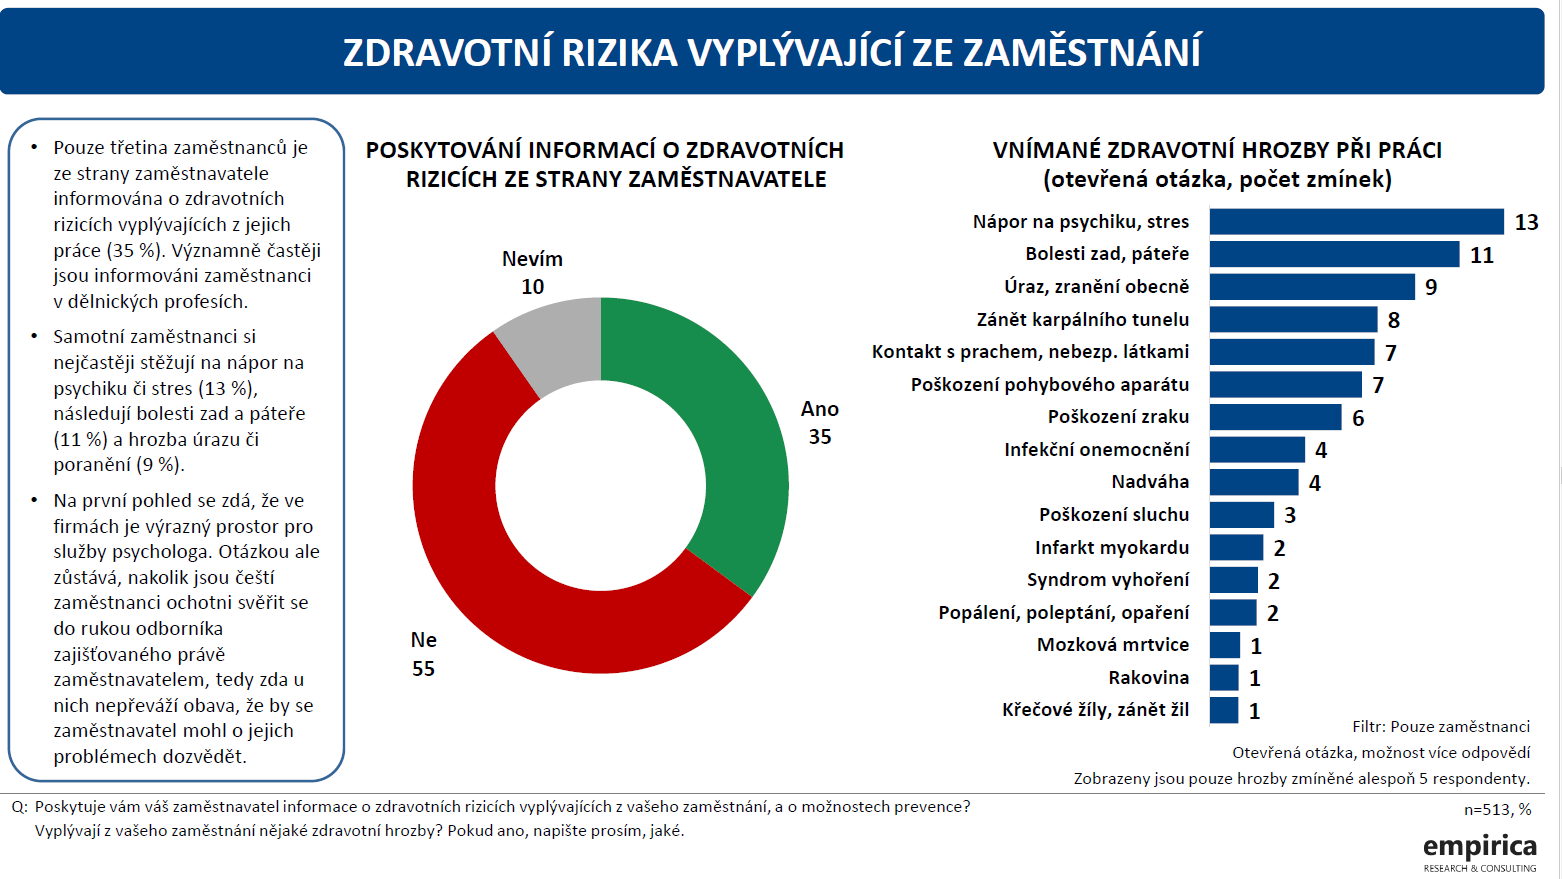 ZDRAVOTNÍ RIZIKA VYPLÝVAJÍCÍ ZE ZAMĚSTNÁNÍ
• Pouze třetina zaměstnanců je
ze strany zaměstnavatele
informována o zdravotních
rizicích vyplývajících z jejich
práce (35 %). Významně častěji
jsou informováni zaměstnanci
v dělnických profesích.
• Samotní zaměstnanci si
nejčastěji stěžují na nápor na
psychiku či stres (13 %),
následují bolesti zad a páteře
(11 %) a hrozba úrazu či
poranění (9 %).
• Na první pohled se zdá, že ve
firmách je výrazný prostor pro
služby psychologa. Otázkou ale
zůstává, nakolik jsou čeští
zaměstnanci ochotni svěřit se
do rukou odborníka
zajišťovaného právě
zaměstnavatelem, tedy zda u
nich nepřeváží obava, že by se
zaměstnavatel mohl o jejich
problémech dozvědět.
POSKYTOVÁNÍ INFORMACÍ O ZDRAVOTNÍCH
RIZICÍCH ZE STRANY ZAMĚSTNAVATELE
Nevím
10
Ano
35
Ne
55
VNÍMANÉ ZDRAVOTNÍ HROZBY PŘI PRÁCI
(otevřená otázka, počet zmínek)
Nápor na psychiku, stres 13
Bolesti zad, páteře 11
Úraz, zranění obecně 9
Zánět karpálního tunelu 8
Kontakt s prachem, nebezp. látkami 7
Poškození pohybového aparátu 7
Poškození zraku 6
Infekční onemocnění 4
Nadváha 4
Poškození sluchu 3
Infarkt myokardu 2
Syndrom vyhoření 2
Popálení, poleptání, opaření 2
Mozková mrtvice 1
Rakovina 1
Křečové žíly, zánět žil 1
Filtr: Pouze zaměstnanci
Otevřená otázka, možnost více odpovědí
Zobrazeny jsou pouze hrozby zmíněné alespoň 5 respondenty.
Q: Poskytuje vám váš zaměstnavatel informace o zdravotních rizicích vyplývajících z vašeho zaměstnání, a o možnostech prevence?
Vyplývají z vašeho zaměstnání nějaké zdravotní hrozby? Pokud ano, napište prosím, jaké.
n=513, %
empirica
RESEARCH & CONSULTING